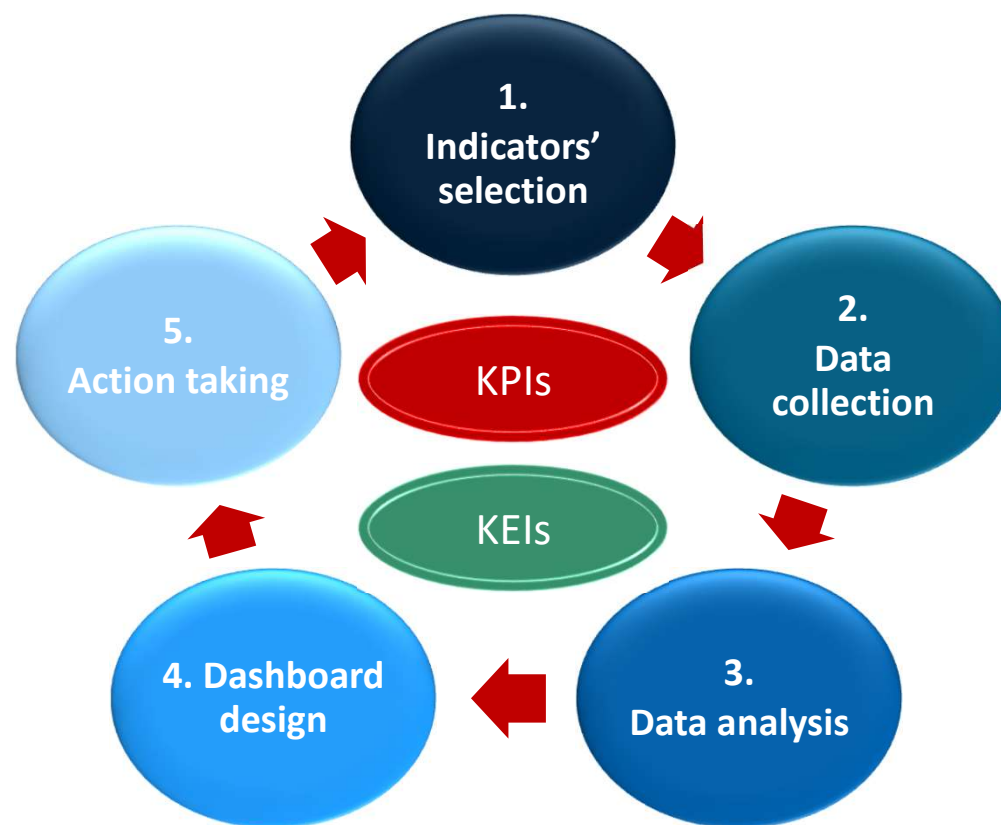 1.
Indicators’
selection
2.
Data
collection
3.
Data analysis
4. Dashboard
design
5.
Action taking
KPIs
KEIs